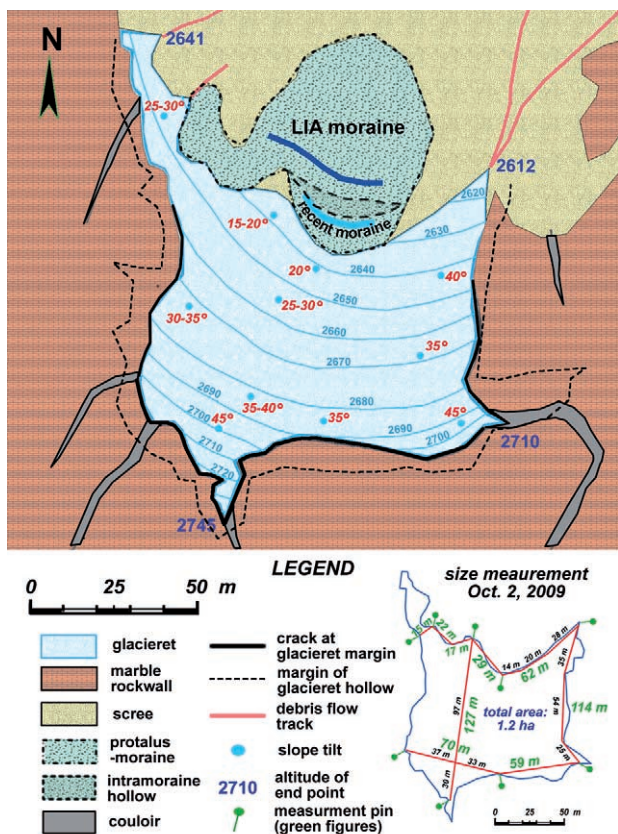 N
2641
25-30°
LIA moraine
2612
recent moraine
2620
15-20°
2630
20°
2640
40°
25-30°
2650
30-35°
2660
35°
2670
2690
35-40°
2680
2700
45°
35°
2690
45°
2710
2700
2710
2720
2745
LEGEND
0 25 50 m
glacieret
marble
rockwall
scree
protalus
-moraine
intramoraine
hollow
couloir
crack at
glacieret margin
margin of
glacieret hollow
debris flow
track
slope tilt
2710 altitude of
end point
measurment pin
(green figures)
size meaurement
Oct. 2, 2009
15 m
22 m
17 m
29 m
14 m
20 m
28 m
62 m
35 m
54 m
114 m
97 m
127 m
total area:
1.2 ha
70 m
37 m
33 m
59 m
25 m
30 m
0 25 50 m